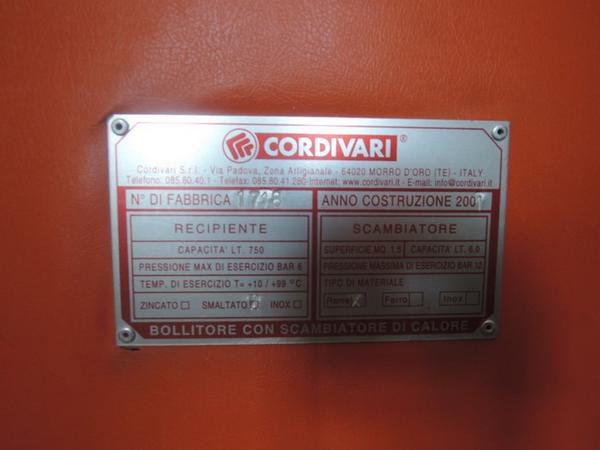 CORDIVARI®
Cordivari S.r.l. - Via Padova, Zona Artigianale - 64020 MORRO D'ORO (TE) - ITALY
Telefono: 085.80.40.1 - Telefax: 085.80.41.280-Internet: www.cordivari.it - E-mail: info@cordivari.it
N° DI FABBRICA ANNO COSTRUZIONE 2001
RECIPIENTE SCAMBIATORE
CAPACITA' LT. 750 SUPERFICIE MQ. 1.5 CAPACITA' LT. 6.0
PRESSIONE MAX DI ESERCIZIO BAR 6 PRESSIONE MASSIMA DI ESERCIZIO BAR 12
TEMP. DI ESERCIZIO T= +10 / +99 °C TIPO DI MATERIALE
ZINCATO SMALTATO INOX Rame X Ferro Inox
BOLLITORE CON SCAMBIATORE DI CALORE